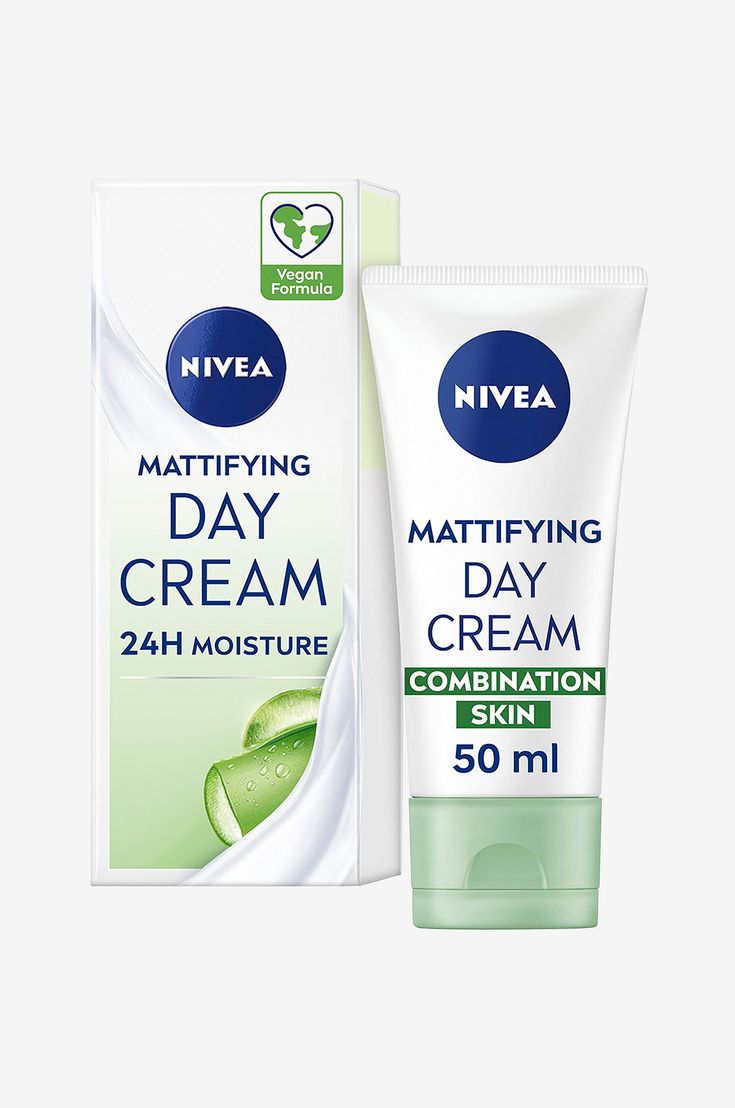 Vegan
Formula
NIVEA
MATTIFYING
DAY
CREAM
24H MOISTURE
NIVEA
MATTIFYING
DAY
CREAM
COMBINATION
SKIN
50 ml